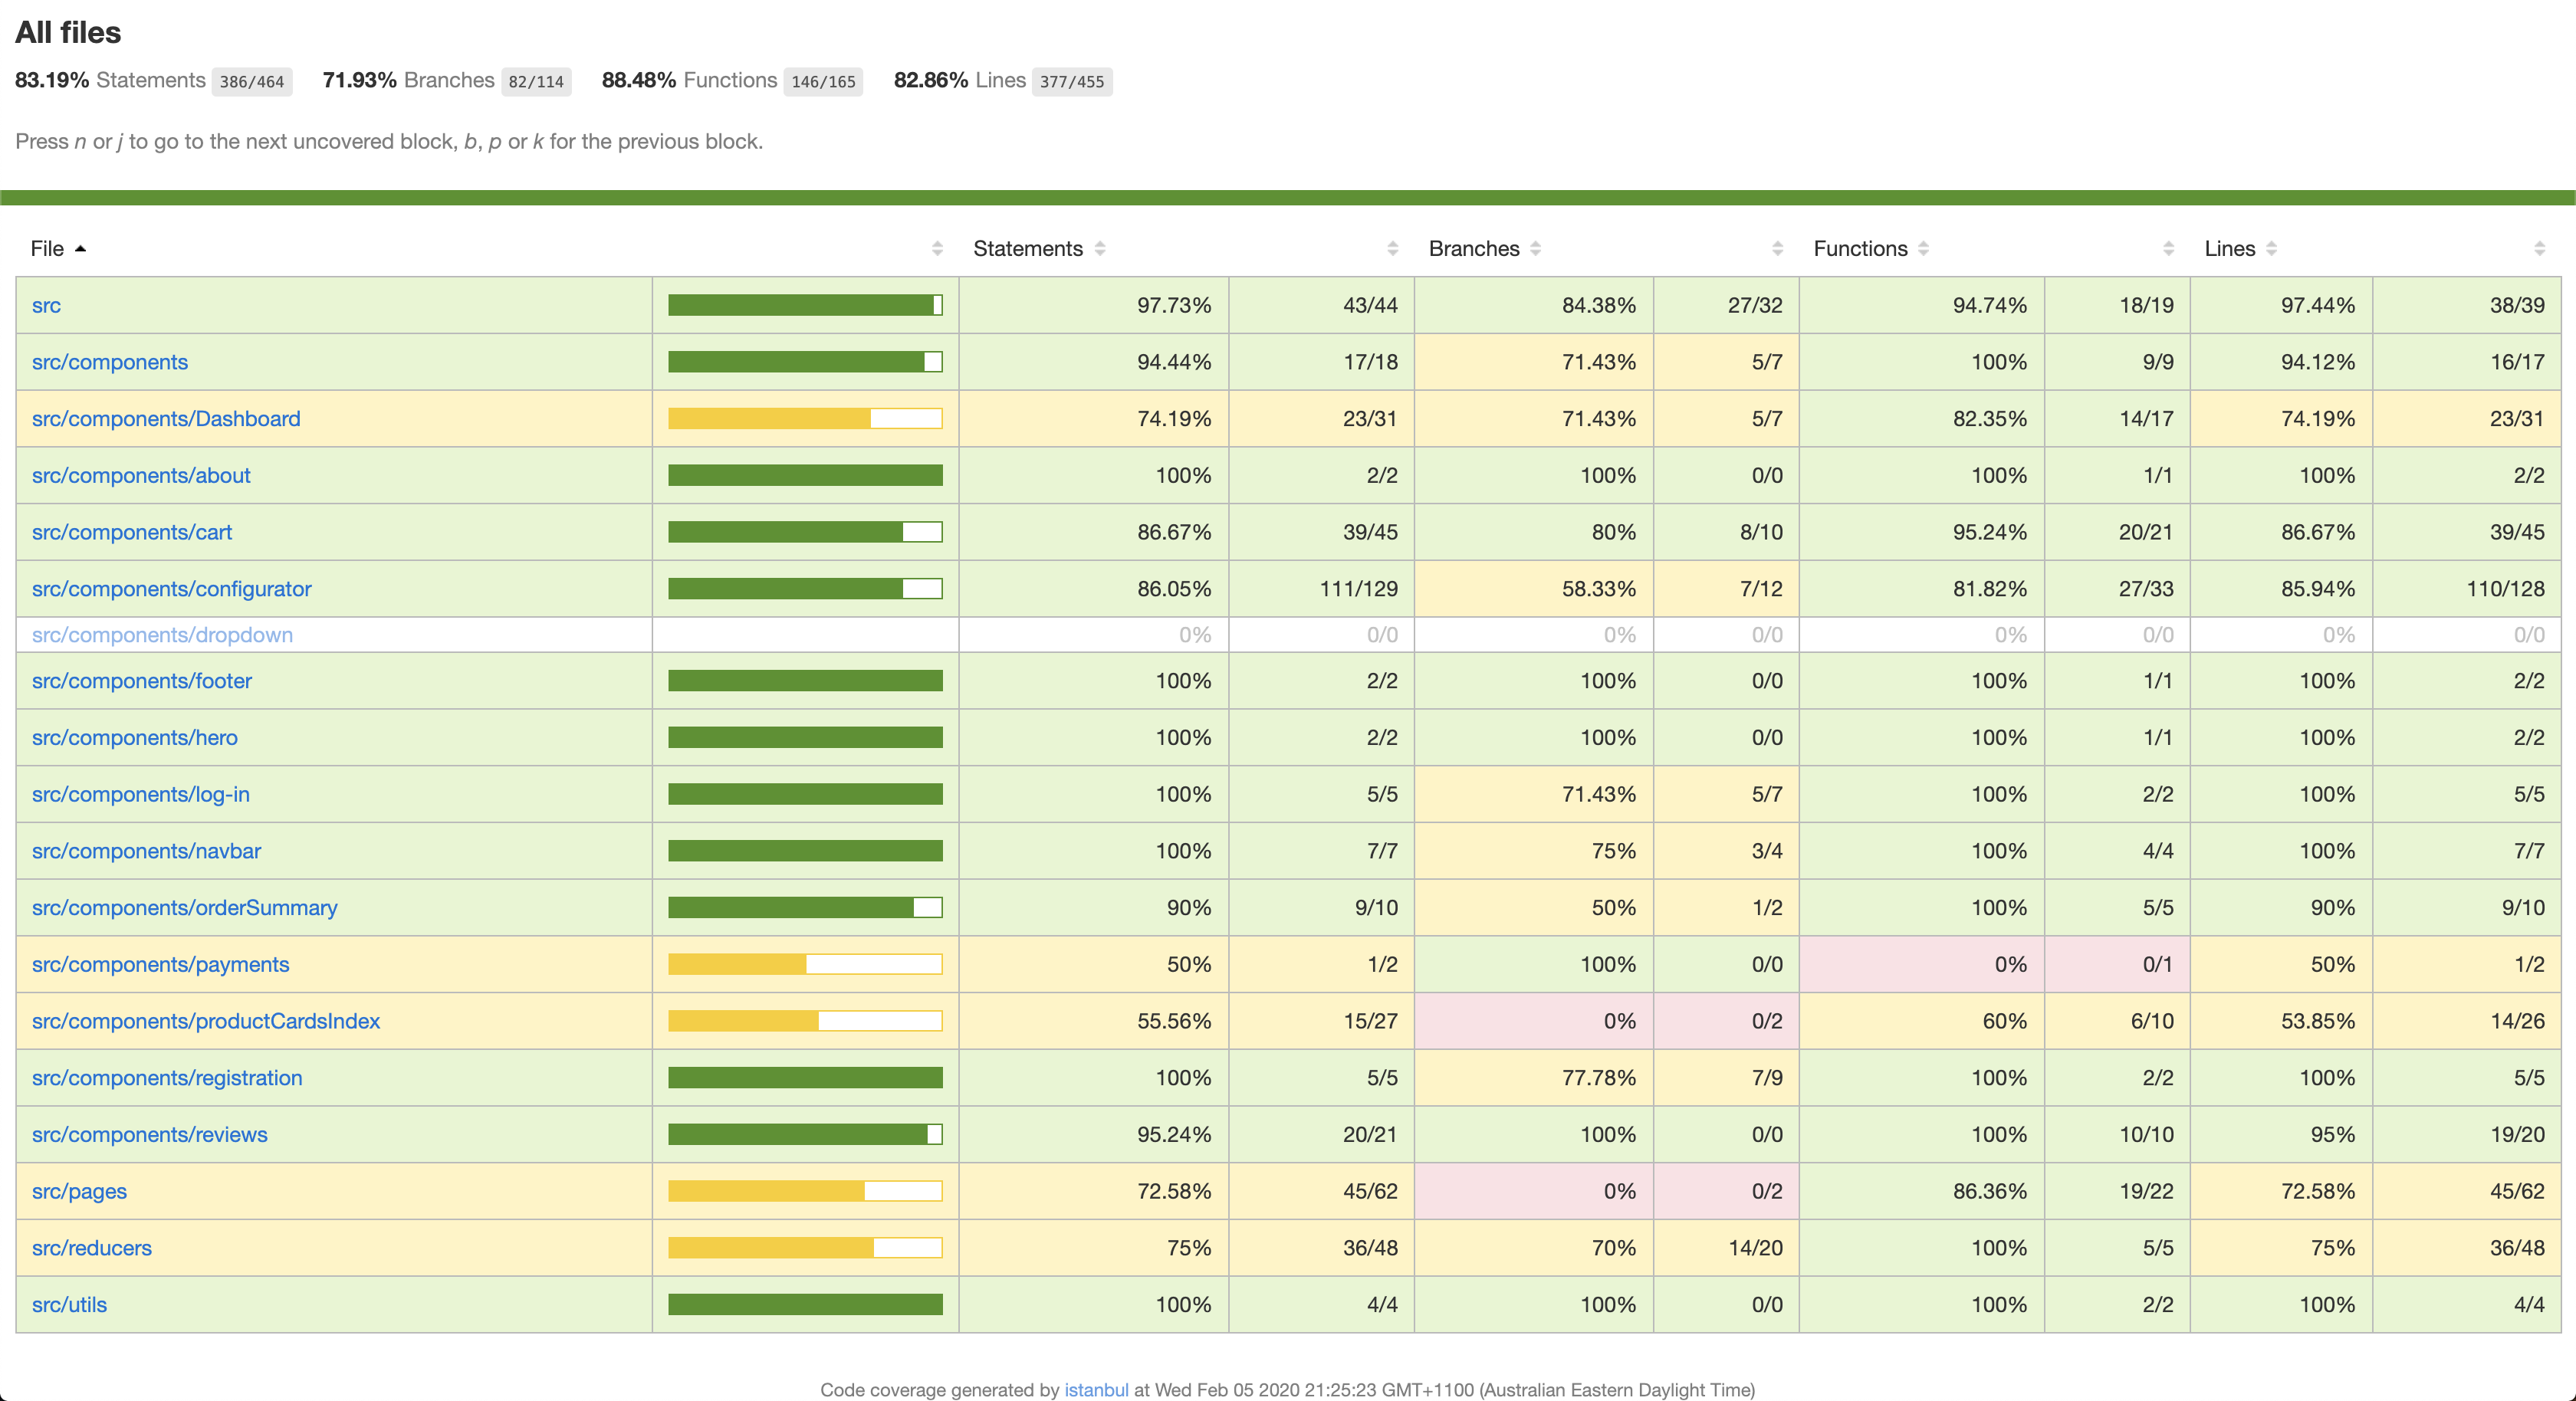 All files
83.19% Statements 386/464 71.93% Branches 82/114 88.48% Functions 146/165 82.86% Lines 377/455
Press n or j to go to the next uncovered block, b, p or k for the previous block.
File Statements Branches Functions Lines
src 97.73% 43/44 84.38% 27/32 94.74% 18/19 97.44% 38/39
src/components 94.44% 17/18 71.43% 5/7 100% 9/9 94.12% 16/17
src/components/Dashboard 74.19% 23/31 71.43% 5/7 82.35% 14/17 74.19% 23/31
src/components/about 100% 2/2 100% 0/0 100% 1/1 100% 2/2
src/components/cart 86.67% 39/45 80% 8/10 95.24% 20/21 86.67% 39/45
src/components/configurator 86.05% 111/129 58.33% 7/12 81.82% 27/33 85.94% 110/128
src/components/dropdown 0% 0/0 0% 0/0 0% 0/0 0% 0/0
src/components/footer 100% 2/2 100% 0/0 100% 1/1 100% 2/2
src/components/hero 100% 2/2 100% 0/0 100% 1/1 100% 2/2
src/components/log-in 100% 5/5 71.43% 5/7 100% 2/2 100% 5/5
src/components/navbar 100% 7/7 75% 3/4 100% 4/4 100% 7/7
src/components/orderSummary 90% 9/10 50% 1/2 100% 5/5 90% 9/10
src/components/payments 50% 1/2 100% 0/0 0% 0/1 50% 1/2
src/components/productCardsIndex 55.56% 15/27 0% 0/2 60% 6/10 53.85% 14/26
src/components/registration 100% 5/5 77.78% 7/9 100% 2/2 100% 5/5
src/components/reviews 95.24% 20/21 100% 0/0 100% 10/10 95% 19/20
src/pages 72.58% 45/62 0% 0/2 86.36% 19/22 72.58% 45/62
src/reducers 75% 36/48 70% 14/20 100% 5/5 75% 36/48
src/utils 100% 4/4 100% 0/0 100% 2/2 100% 4/4
Code coverage generated by istanbul at Wed Feb 05 2020 21:25:23 GMT+1100 (Australian Eastern Daylight Time)